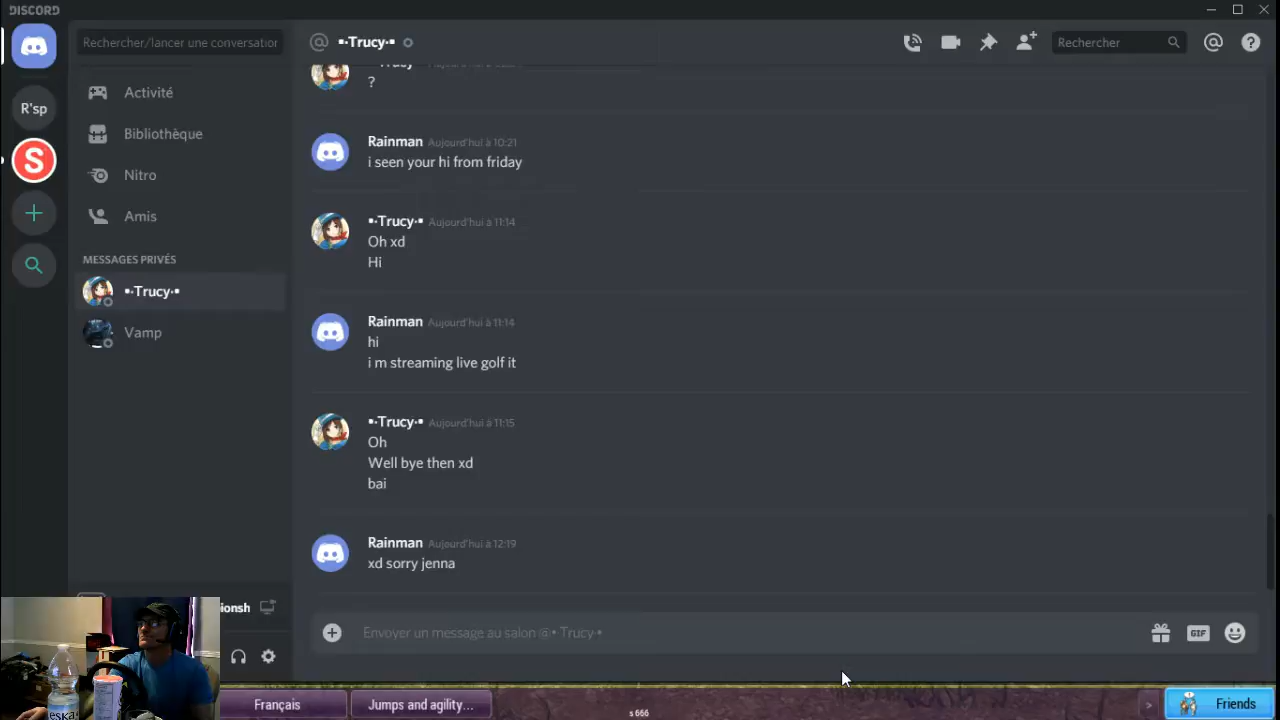 DISCORD
Rechercher/lancer une conversation
▪·Trucy·▪
Rechercher
R'sp
S
Activité
Bibliothèque
Nitro
Amis
MESSAGES PRIVÉS
▪·Trucy·▪
Vamp
?
Rainman Aujourd'hui à 10:21
i seen your hi from friday
▪·Trucy·▪ Aujourd'hui à 11:14
Oh xd
Hi
Rainman Aujourd'hui à 11:14
hi
i m streaming live golf it
▪·Trucy·▪ Aujourd'hui à 11:15
Oh
Well bye then xd
bai
Rainman Aujourd'hui à 12:19
xd sorry jenna
ionsh
Envoyer un message au salon @▪·Trucy·▪
GIF
eska
Français
Jumps and agility...
s 666
Friends